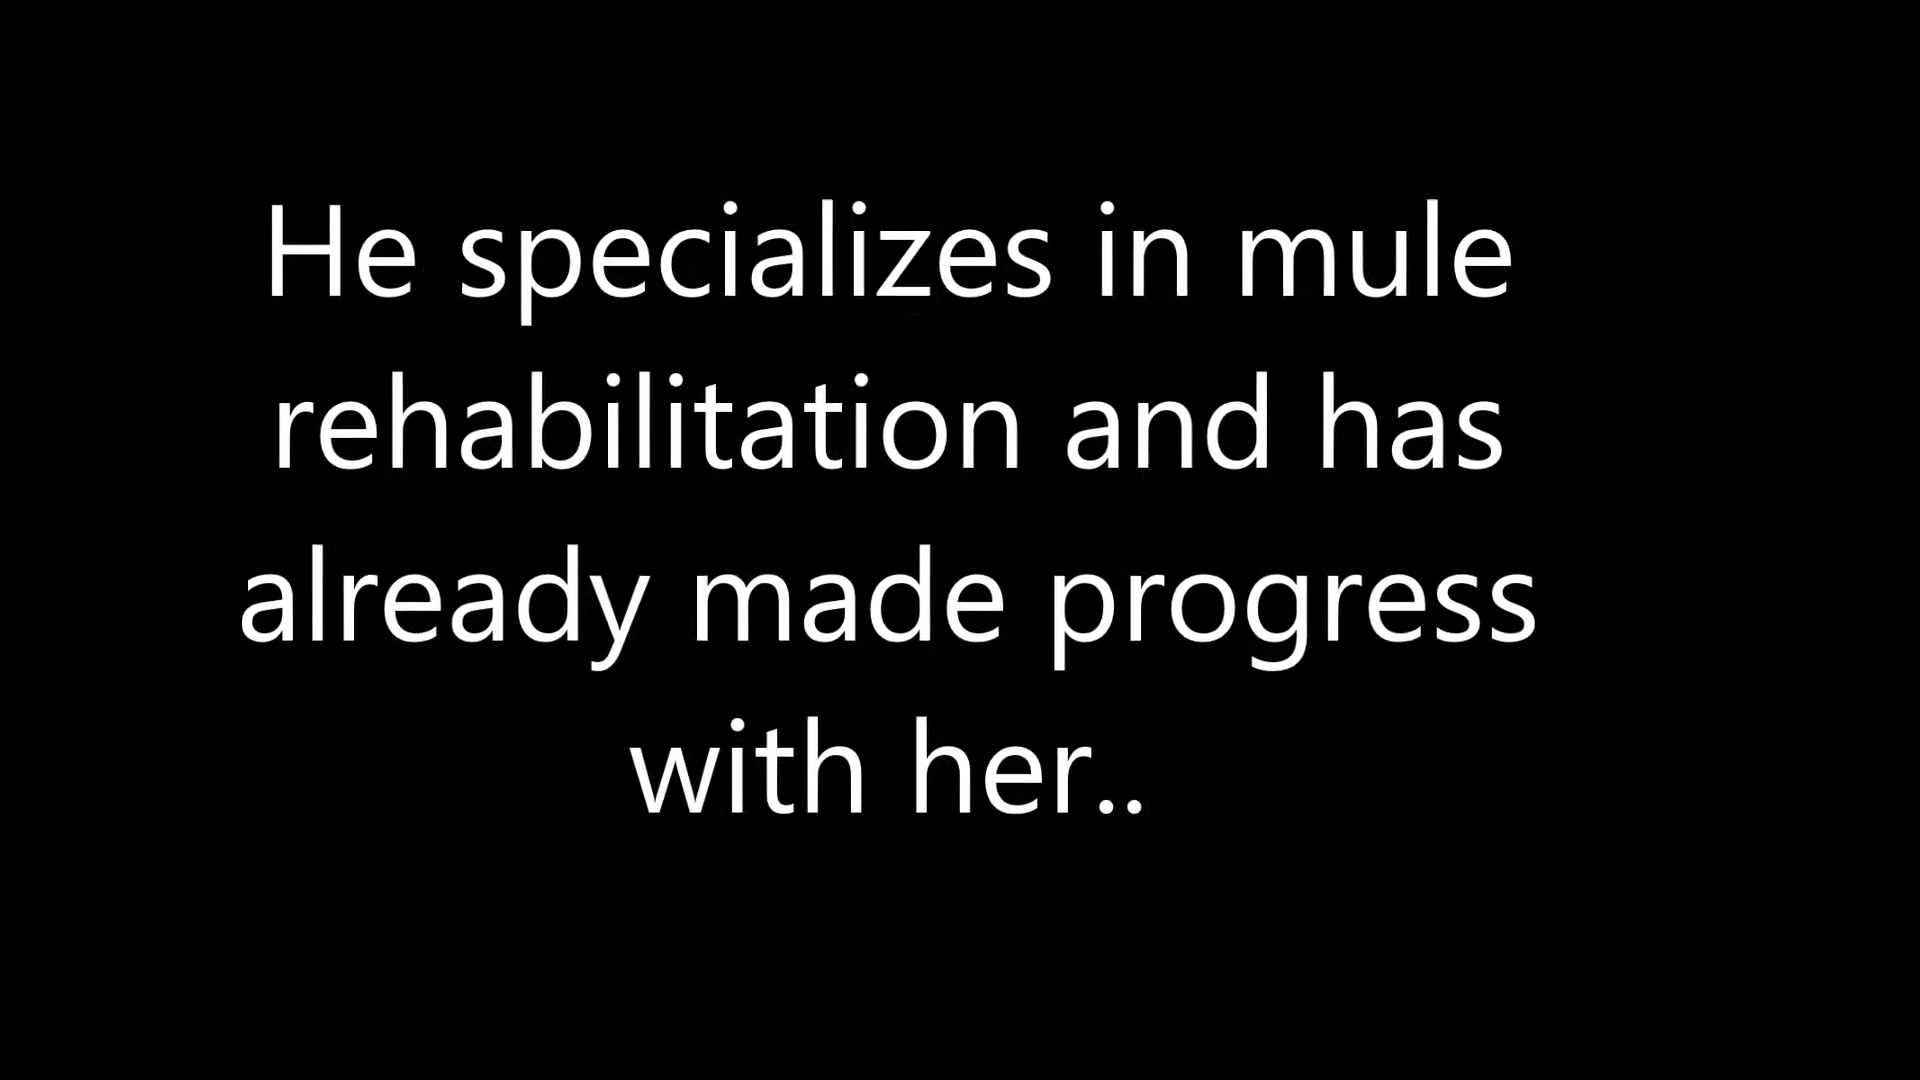 He specializes in mule
rehabilitation and has
already made progress
with her..